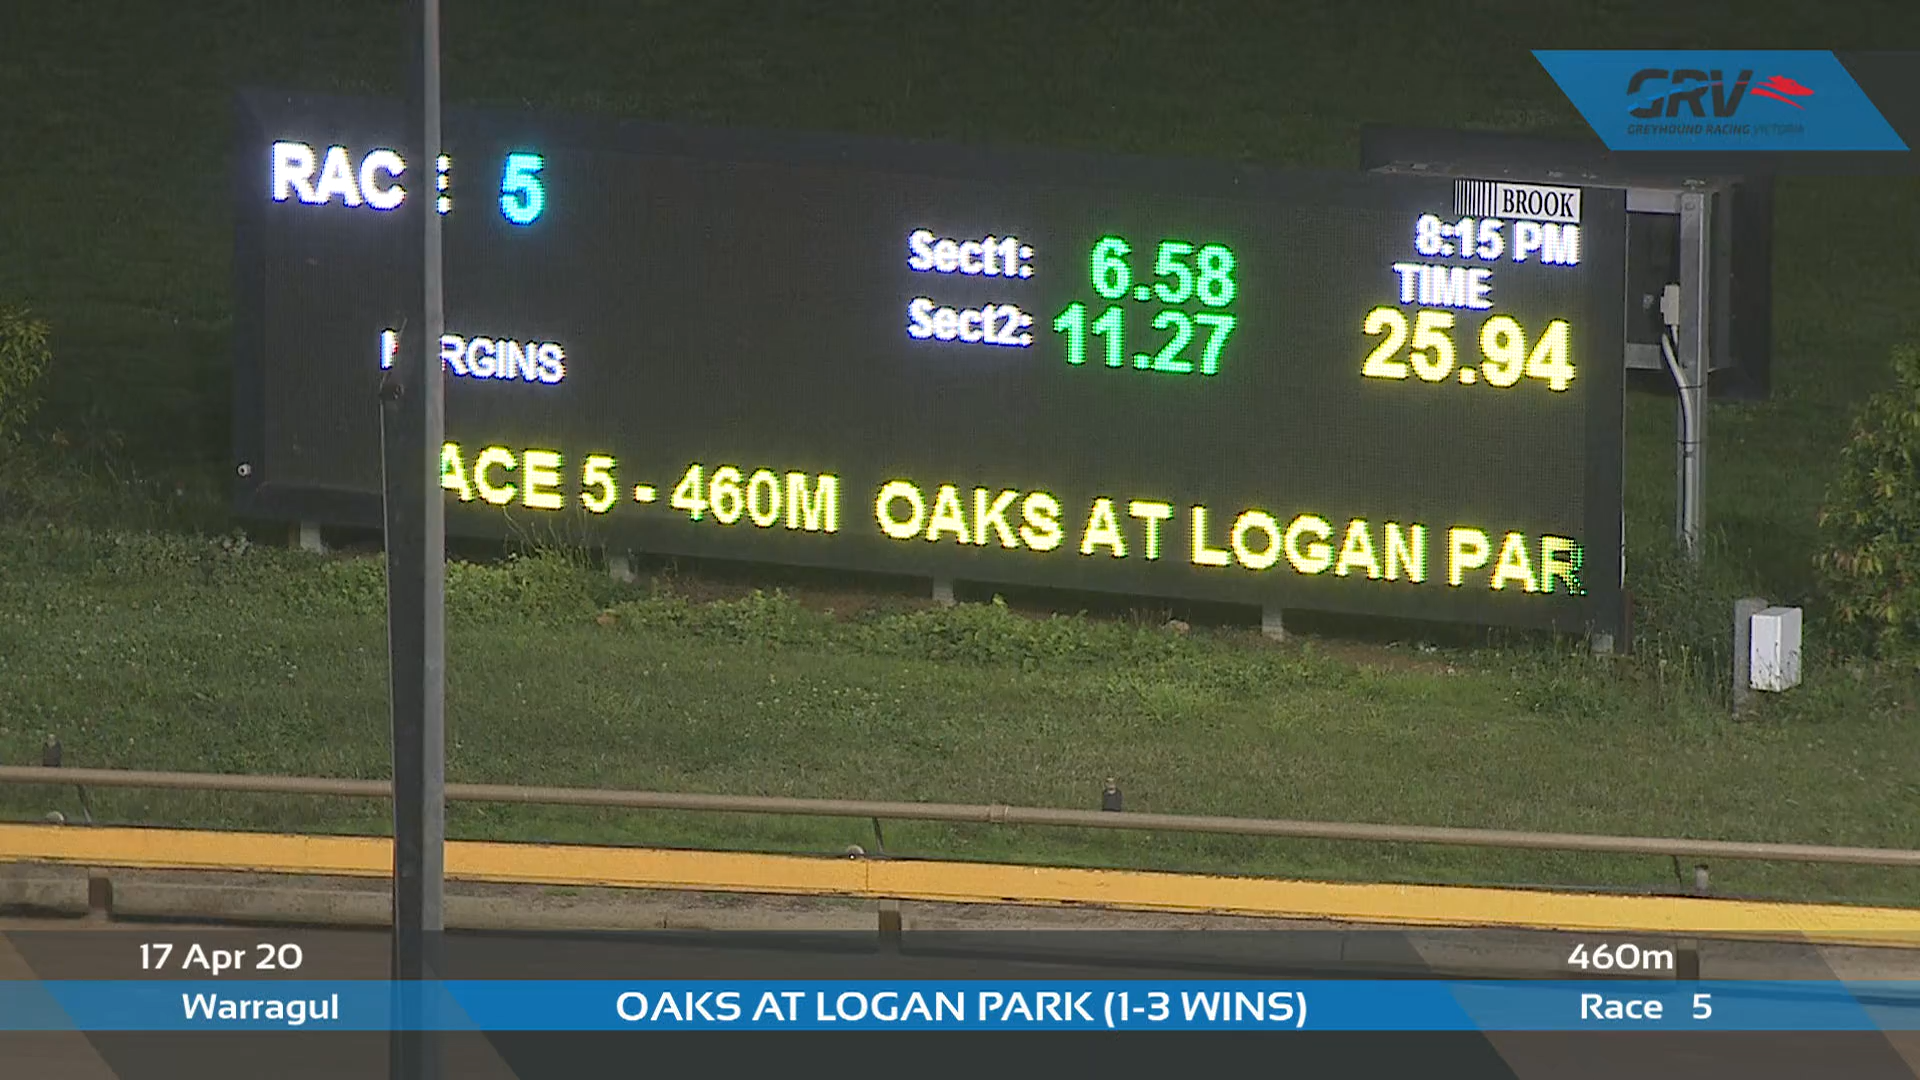 GRV
GREYHOUND RACING VICTORIA
RACE 5
BROOK
8:15 PM
Sect1: 6.58
TIME
Sect2: 11.27
25.94
MARGINS
ACE 5 - 460M OAKS AT LOGAN PAR
17 Apr 20
460m
Warragul
OAKS AT LOGAN PARK (1-3 WINS)
Race 5